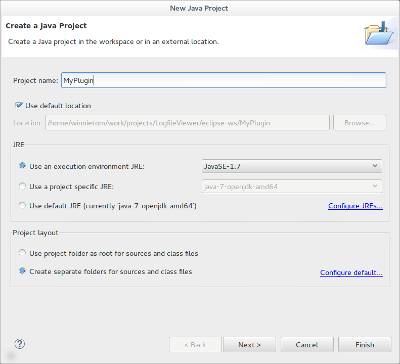 New Java Project
Create a Java Project
Create a Java project in the workspace or in an external location.
Project name: MyPlugin
Use default location
Location: /home/winnietom/work/projects/LogfileViewer/eclipse-ws/MyPlugin Browse...
JRE
Use an execution environment JRE: JavaSE-1.7
Use a project specific JRE: java-7-openjdk-amd64
Use default JRE (currently 'java-7-openjdk-amd64') Configure JREs...
Project layout
Use project folder as root for sources and class files
Create separate folders for sources and class files Configure default...
? < Back Next > Cancel Finish